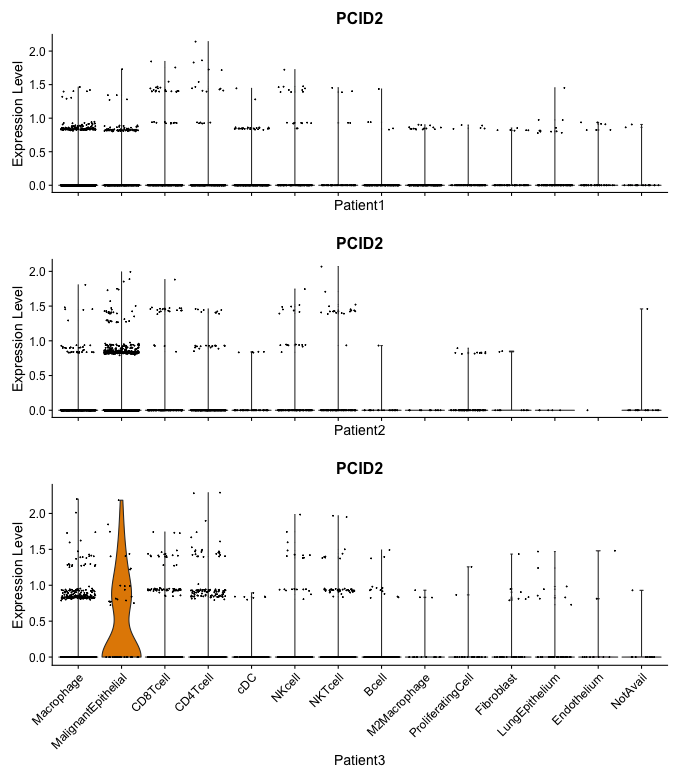 PCID2
Expression Level
2.0
1.5
1.0
0.5
0.0
Patient1
PCID2
Expression Level
2.0
1.5
1.0
0.5
0.0
Patient2
PCID2
Expression Level
2.0
1.5
1.0
0.5
0.0
Macrophage
MalignantEpithelial
CD8Tcell
CD4Tcell
cDC
NKcell
NKTcell
Bcell
M2Macrophage
ProliferatingCell
Fibroblast
LungEpithelium
Endothelium
NotAvail
Patient3